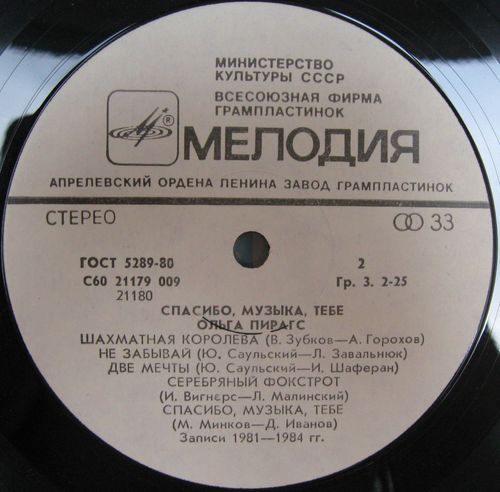 МИНИСТЕРСТВО
КУЛЬТУРЫ СССР
ВСЕСОЮЗНАЯ ФИРМА
ГРАМПЛАСТИНОК
® МЕЛОДИЯ
АПРЕЛЕВСКИЙ ОРДЕНА ЛЕНИНА ЗАВОД ГРАМПЛАСТИНОК
СТЕРЕО 33
ГОСТ 5289-80 2
С60 21179 009 Гр. 3. 2-25
21180
СПАСИБО, МУЗЫКА, ТЕБЕ
ОЛЬГА ПИРАГС
ШАХМАТНАЯ КОРОЛЕВА (В. Зубков—А. Горохов)
НЕ ЗАБЫВАЙ (Ю. Саульский—Л. Завальнюк)
ДВЕ МЕЧТЫ (Ю. Саульский—И. Шаферан)
СЕРЕБРЯНЫЙ ФОКСТРОТ
(И. Вигнерс—Л. Малинский)
СПАСИБО, МУЗЫКА, ТЕБЕ
(М. Минков—Д. Иванов)
Записи 1981—1984 гг.